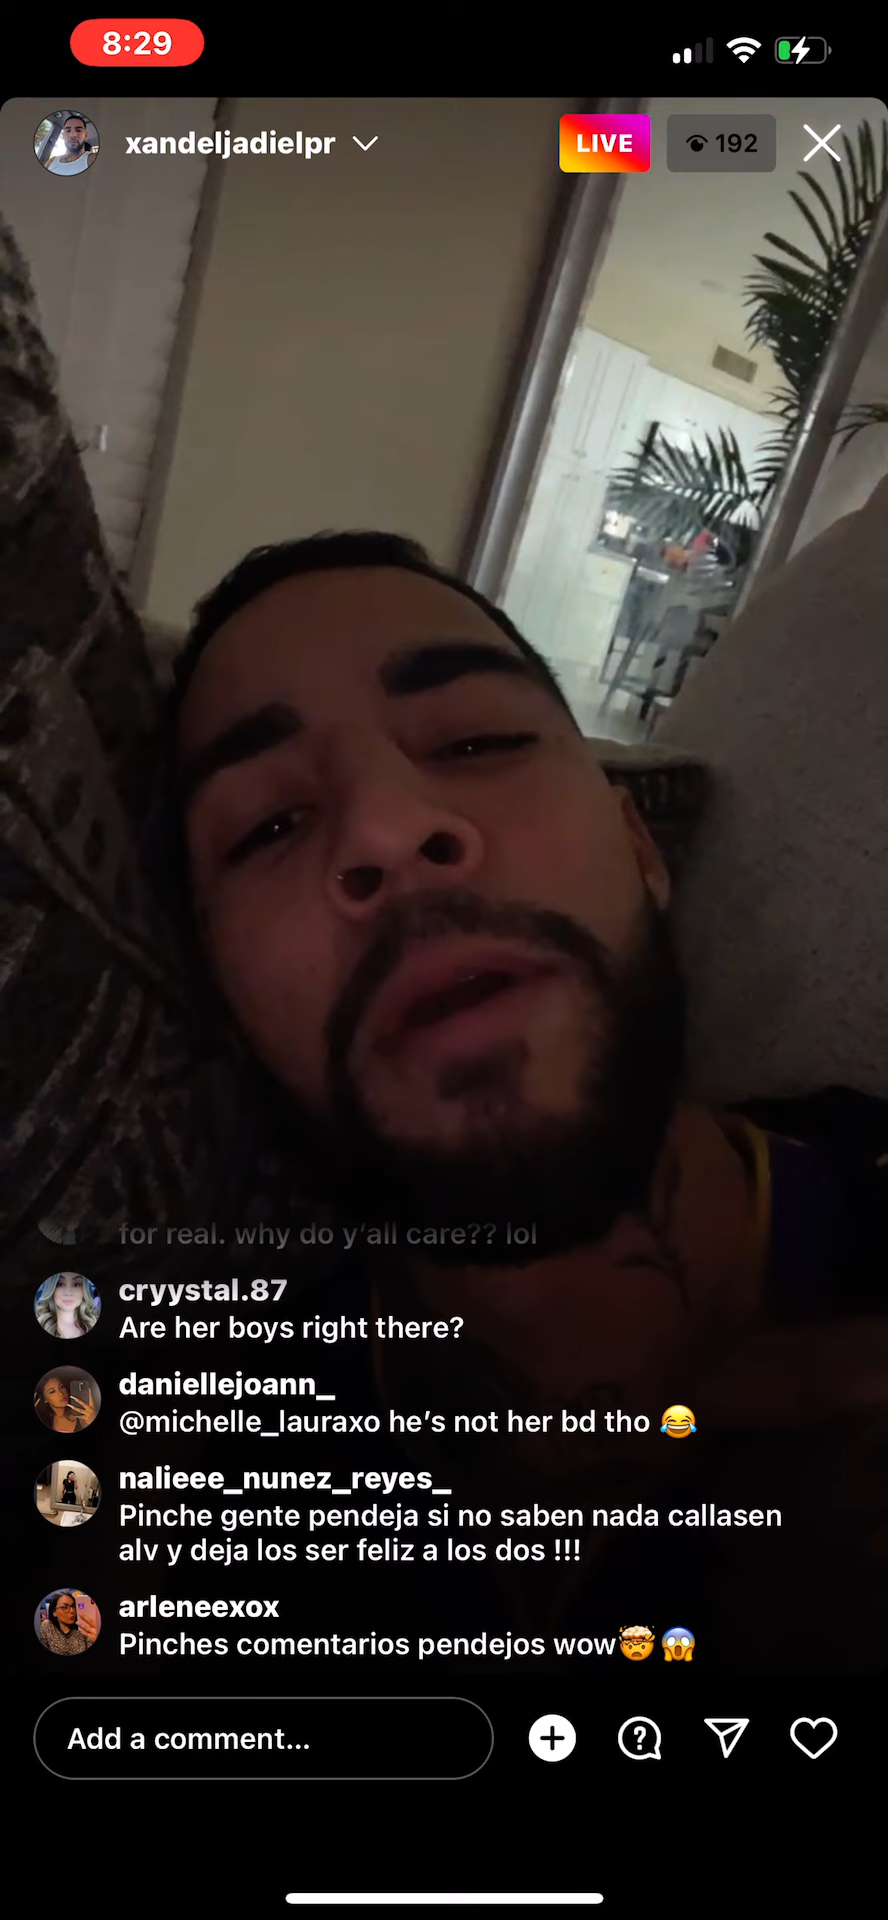 8:29
xandeljadielpr
LIVE
192
for real. why do y'all care?? lol
cryystal.87
Are her boys right there?
daniellejoann_
@michelle_lauraxo he's not her bd tho 😂
nalieee_nunez_reyes_
Pinche gente pendeja si no saben nada callasen
alv y deja los ser feliz a los dos !!!
arleneexox
Pinches comentarios pendejos wow🤯😱
Add a comment...